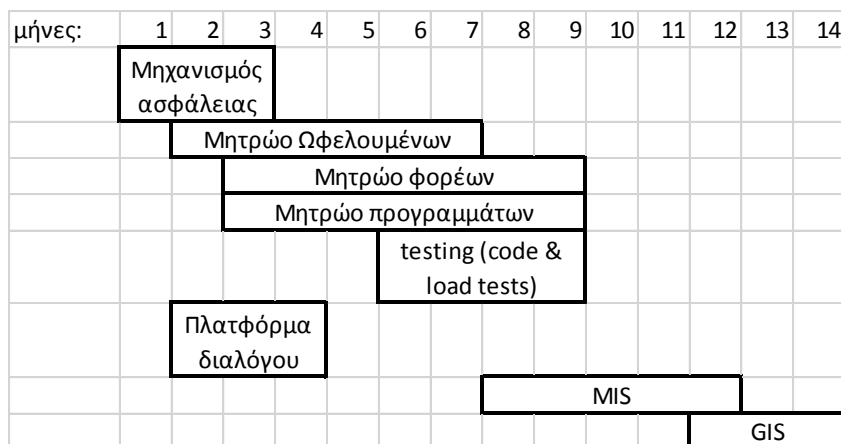 μήνες: 1 2 3 4 5 7 8 9 10 11 12 13 14
Μηχανισμός
ασφάλειας
Μητρώο Ωφελουμένων
Μητρώο φορέων
Μητρώο προγραμμάτων
testing (code &
load tests)
Πλατφόρμα
διαλόγου
MIS
GIS